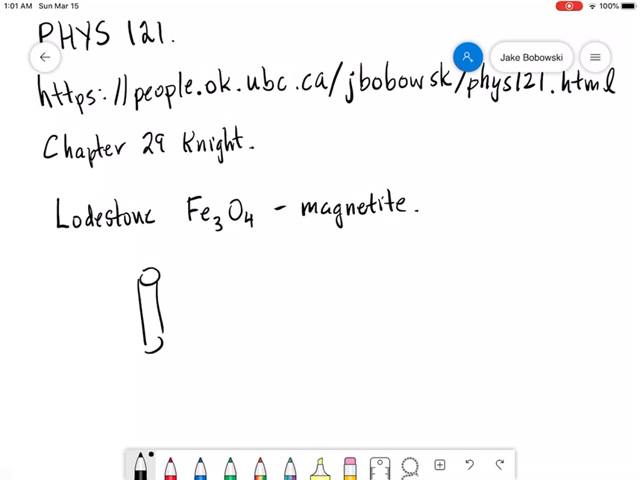 1:01 AM Sun Mar 15 100%
PHYS 121.
Jake Bobowski
https://people.ok.ubc.ca/jbobowsk/phys121.html
Chapter 29 Knight.
Lodestone Fe₃O₄ - magnetite.